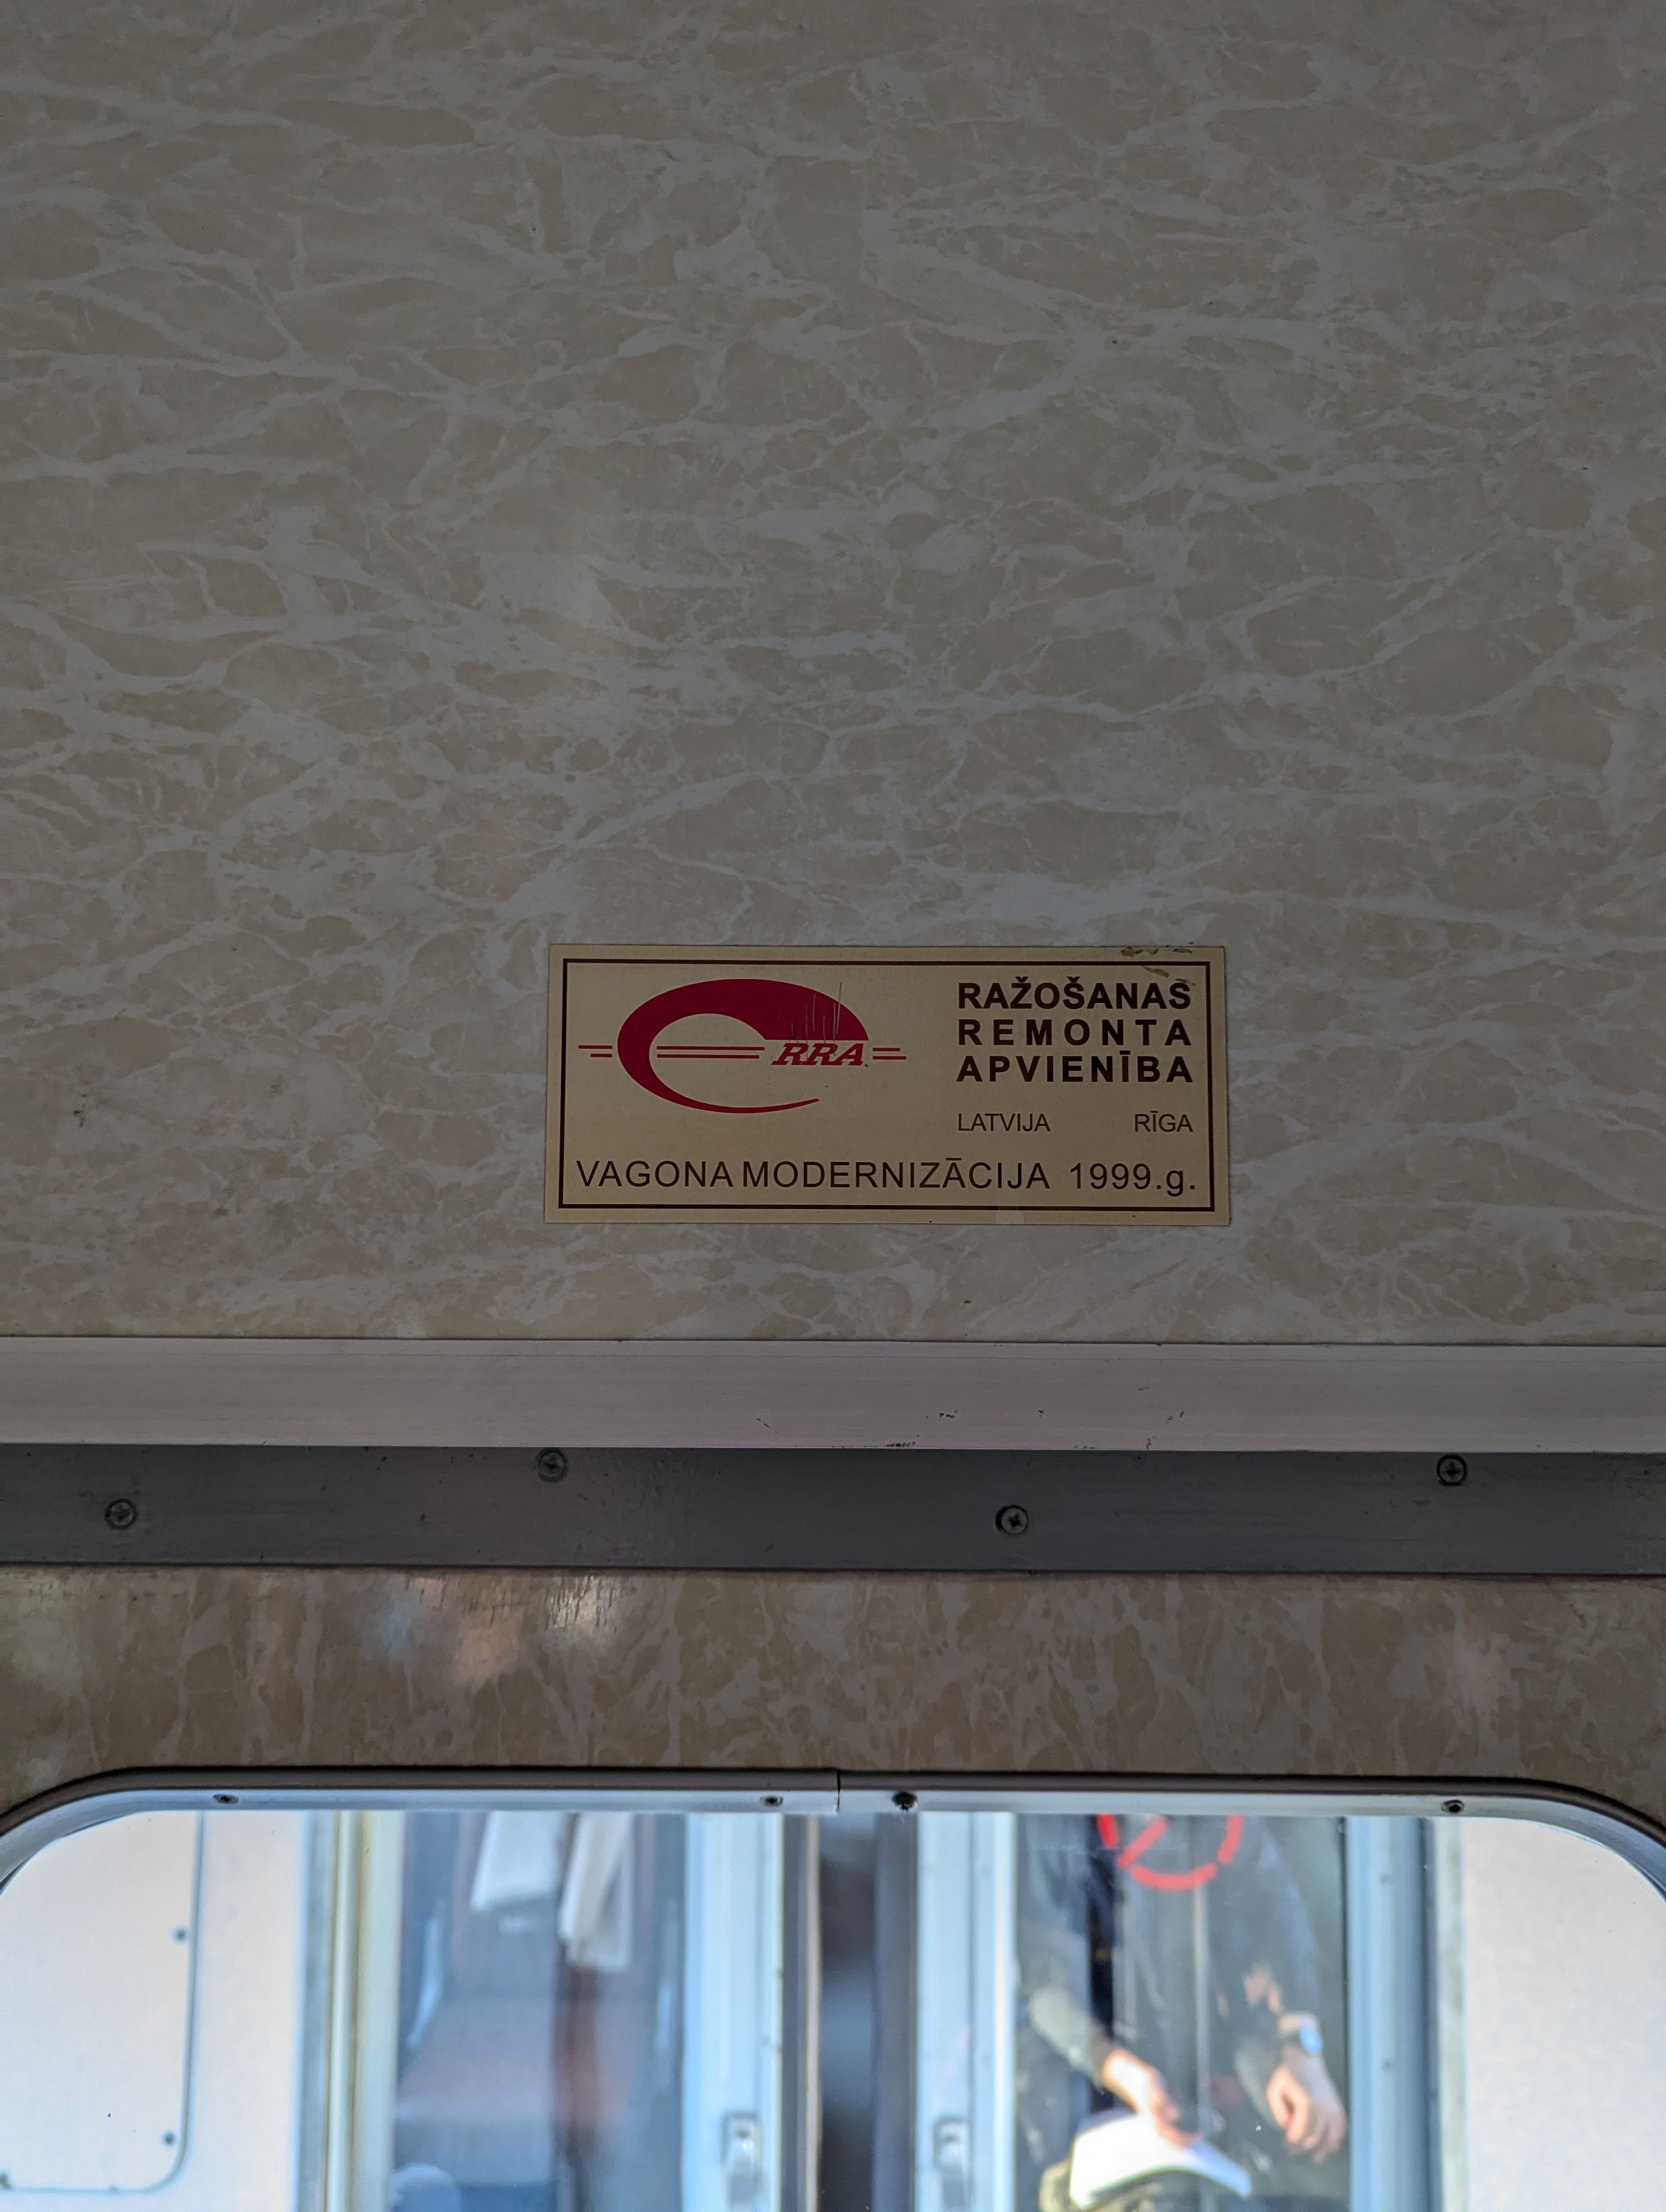 RRA
RAŽOŠANAS
REMONTA
APVIENĪBA
LATVIJA RĪGA
VAGONA MODERNIZĀCIJA 1999.g.